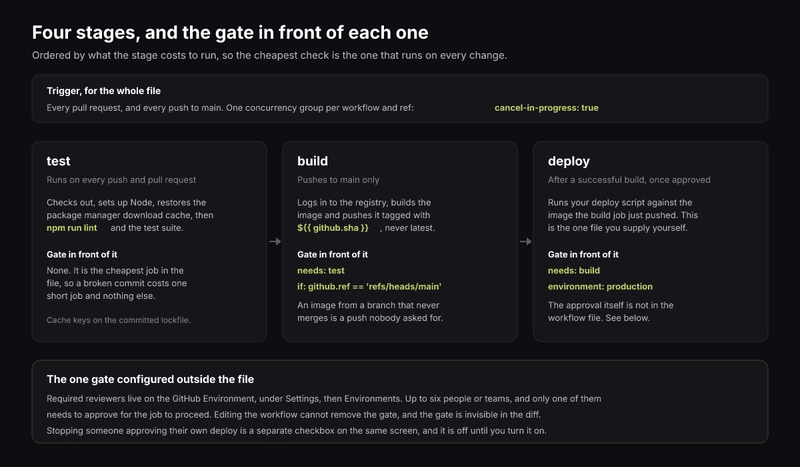 Four stages, and the gate in front of each one
Ordered by what the stage costs to run, so the cheapest check is the one that runs on every change.
Trigger, for the whole file
Every pull request, and every push to main. One concurrency group per workflow and ref: cancel-in-progress: true
test
Runs on every push and pull request
Checks out, sets up Node, restores the
package manager download cache, then
npm run lint and the test suite.
Gate in front of it
None. It is the cheapest job in the
file, so a broken commit costs one
short job and nothing else.
Cache keys on the committed lockfile.
build
Pushes to main only
Logs in to the registry, builds the
image and pushes it tagged with
${{ github.sha }} , never latest.
Gate in front of it
needs: test
if: github.ref == 'refs/heads/main'
An image from a branch that never
merges is a push nobody asked for.
deploy
After a successful build, once approved
Runs your deploy script against the
image the build job just pushed. This
is the one file you supply yourself.
Gate in front of it
needs: build
environment: production
The approval itself is not in the
workflow file. See below.
The one gate configured outside the file
Required reviewers live on the GitHub Environment, under Settings, then Environments. Up to six people or teams, and only one of them
needs to approve for the job to proceed. Editing the workflow cannot remove the gate, and the gate is invisible in the diff.
Stopping someone approving their own deploy is a separate checkbox on the same screen, and it is off until you turn it on.